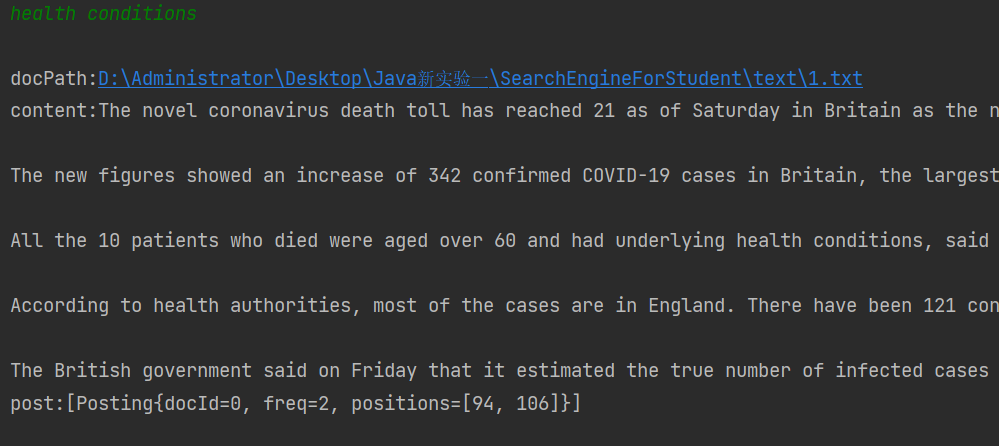 health conditions
docPath:D:\Administrator\Desktop\Java新实验一\SearchEngineForStudent\text\1.txt
content:The novel coronavirus death toll has reached 21 as of Saturday in Britain as the n
The new figures showed an increase of 342 confirmed COVID-19 cases in Britain, the largest
All the 10 patients who died were aged over 60 and had underlying health conditions, said
According to health authorities, most of the cases are in England. There have been 121 con
The British government said on Friday that it estimated the true number of infected cases
post:[Posting{docId=0, freq=2, positions=[94, 106]}]